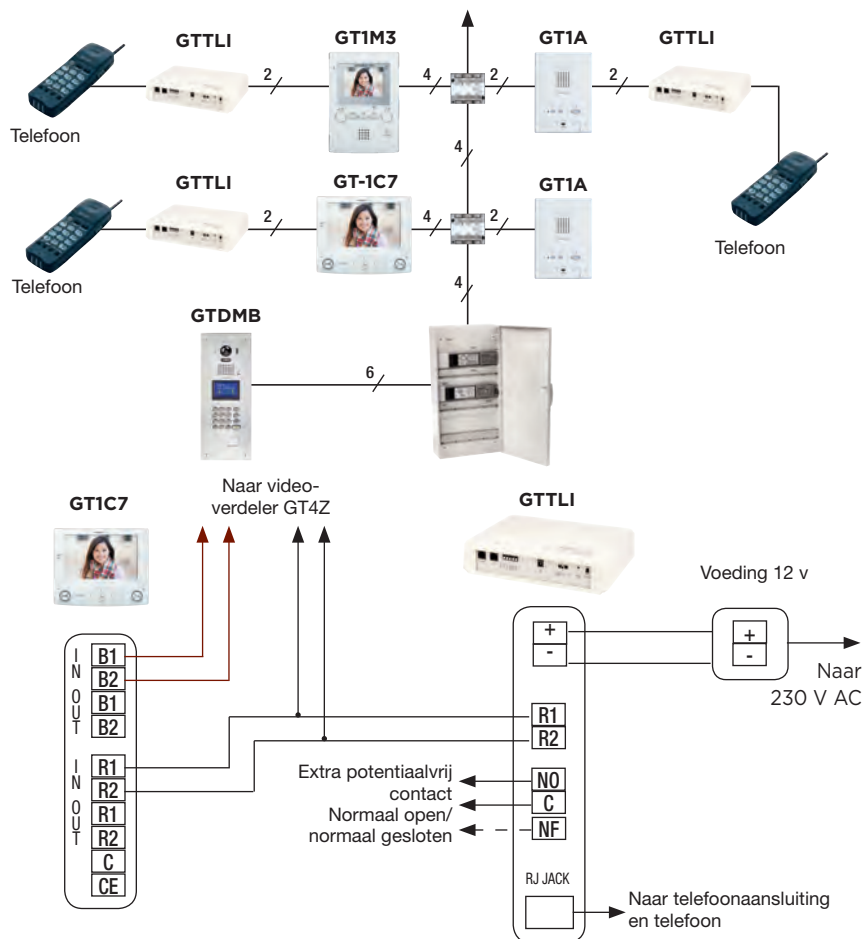 GTTLI
GT1M3
GT1A
GTTLI
2
4
2
2
Telefoon
4
GTTLI
GT-1C7
GT1A
2
4
2
Telefoon
Telefoon
4
GTDMB
6
Naar video-
verdeler GT4Z
GT1C7
GTTLI
Voeding 12 v
+
-
+
-
Naar
230 V AC
IN
B1
B2
OUT
B1
B2
IN
R1
R2
OUT
R1
R2
C
CE
R1
R2
Extra potentiaalvrij
contact
Normaal open/
normaal gesloten
NO
C
NF
RJ JACK
Naar telefoonaansluiting
en telefoon